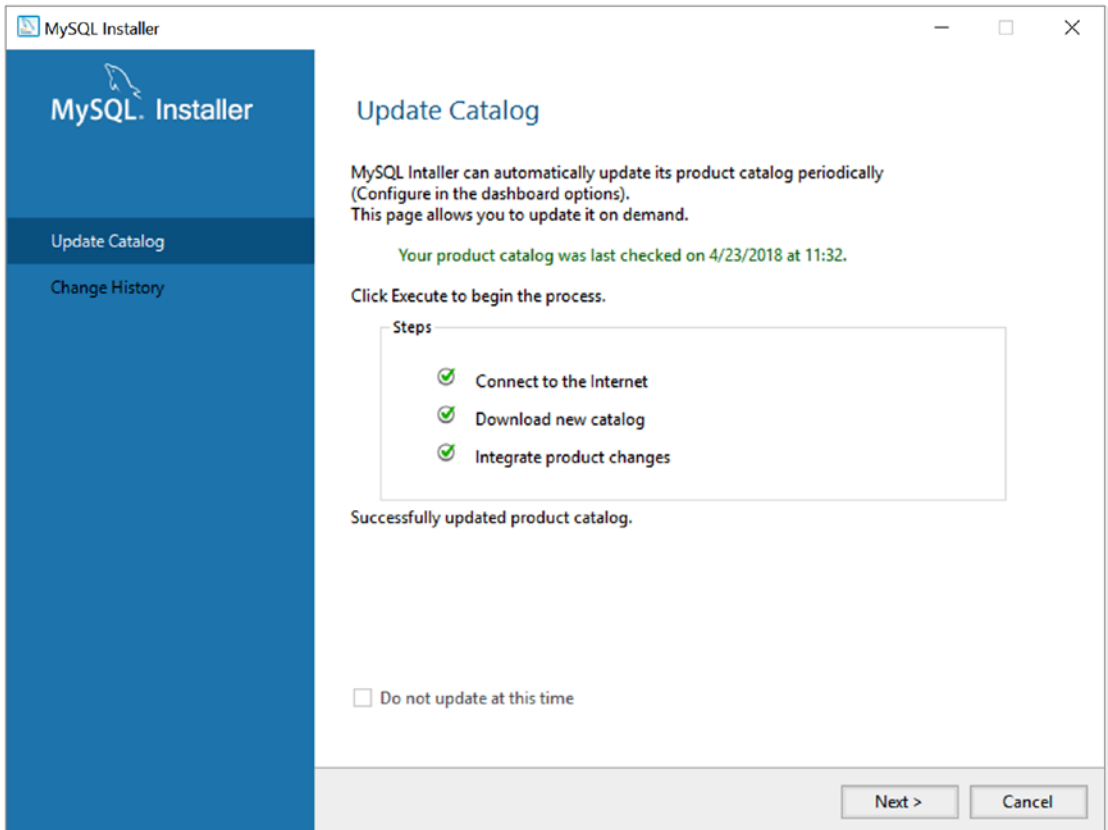 MySQL Installer
MySQL. Installer
Update Catalog
Change History
Update Catalog
MySQL Intaller can automatically update its product catalog periodically
(Configure in the dashboard options).
This page allows you to update it on demand.
Your product catalog was last checked on 4/23/2018 at 11:32.
Click Execute to begin the process.
Steps
Connect to the Internet
Download new catalog
Integrate product changes
Successfully updated product catalog.
Do not update at this time
Next >
Cancel